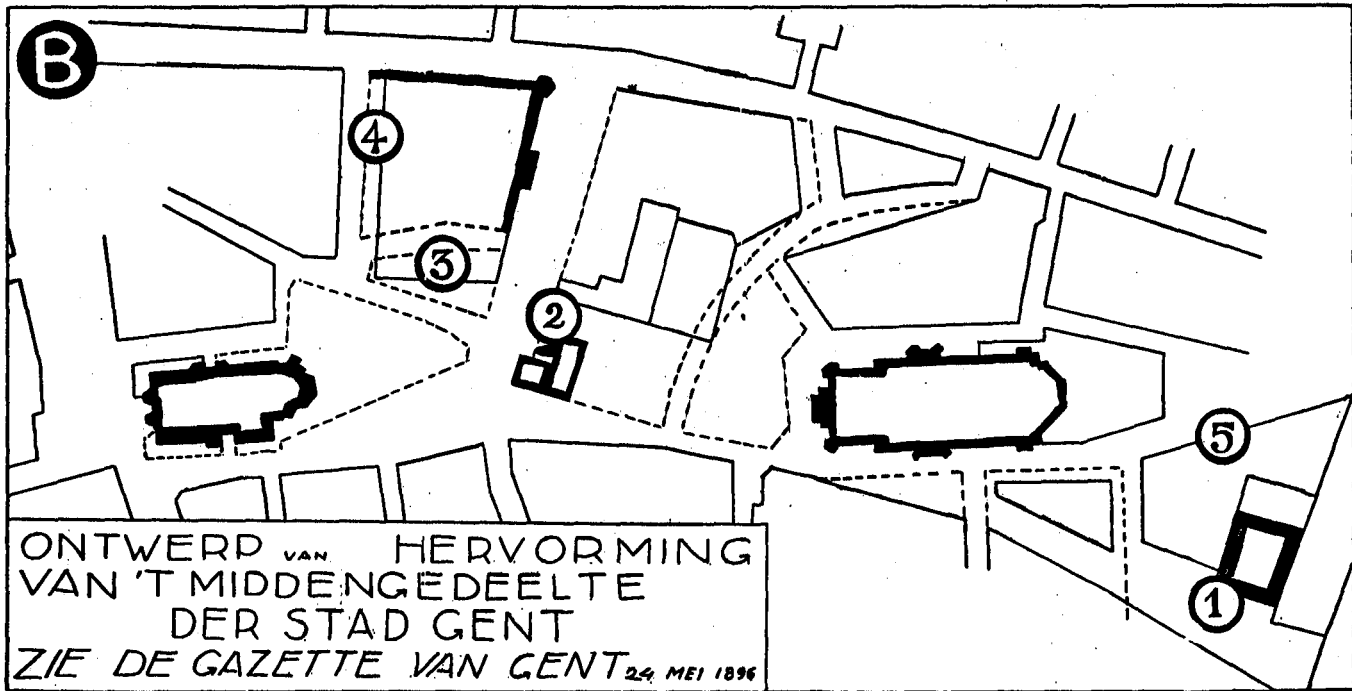 B
4
3
2
5
1
ONTWERP VAN HERVORMING
VAN 'T MIDDENGEDEELTE
DER STAD GENT
ZIE DE GAZETTE VAN GENT 24 MEI 1896